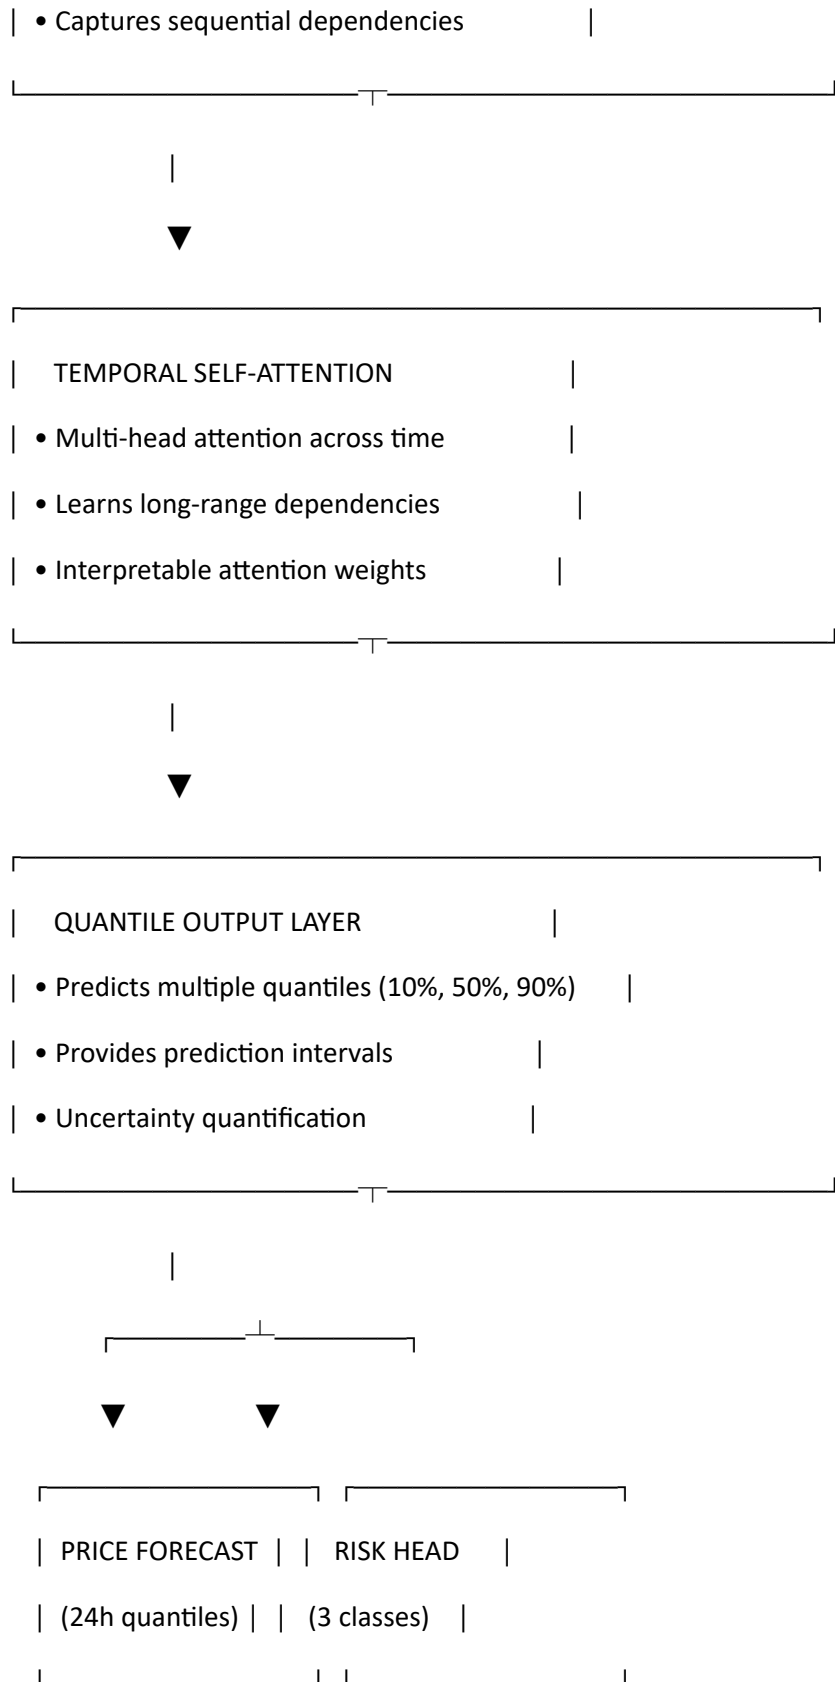 • Captures sequential dependencies
TEMPORAL SELF-ATTENTION
• Multi-head attention across time
• Learns long-range dependencies
• Interpretable attention weights
QUANTILE OUTPUT LAYER
• Predicts multiple quantiles (10%, 50%, 90%)
• Provides prediction intervals
• Uncertainty quantification
PRICE FORECAST | | RISK HEAD
(24h quantiles) | | (3 classes)